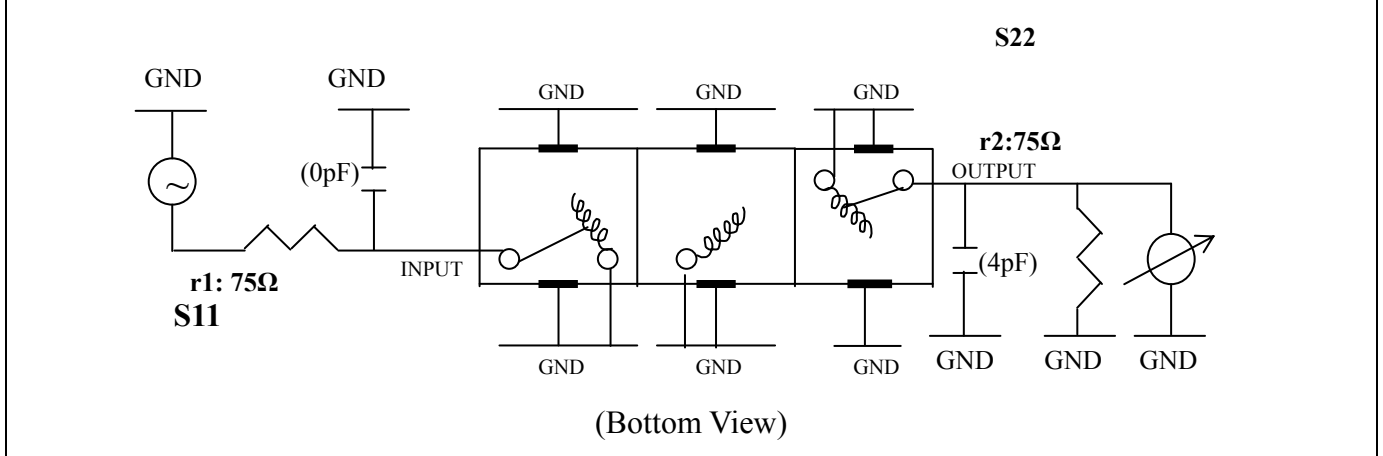 S22
GND
GND
GND
GND
GND
r2:75Ω
OUTPUT
(0pF)
INPUT
(4pF)
r1: 75Ω
S11
GND
GND
GND
GND
GND
GND
(Bottom View)